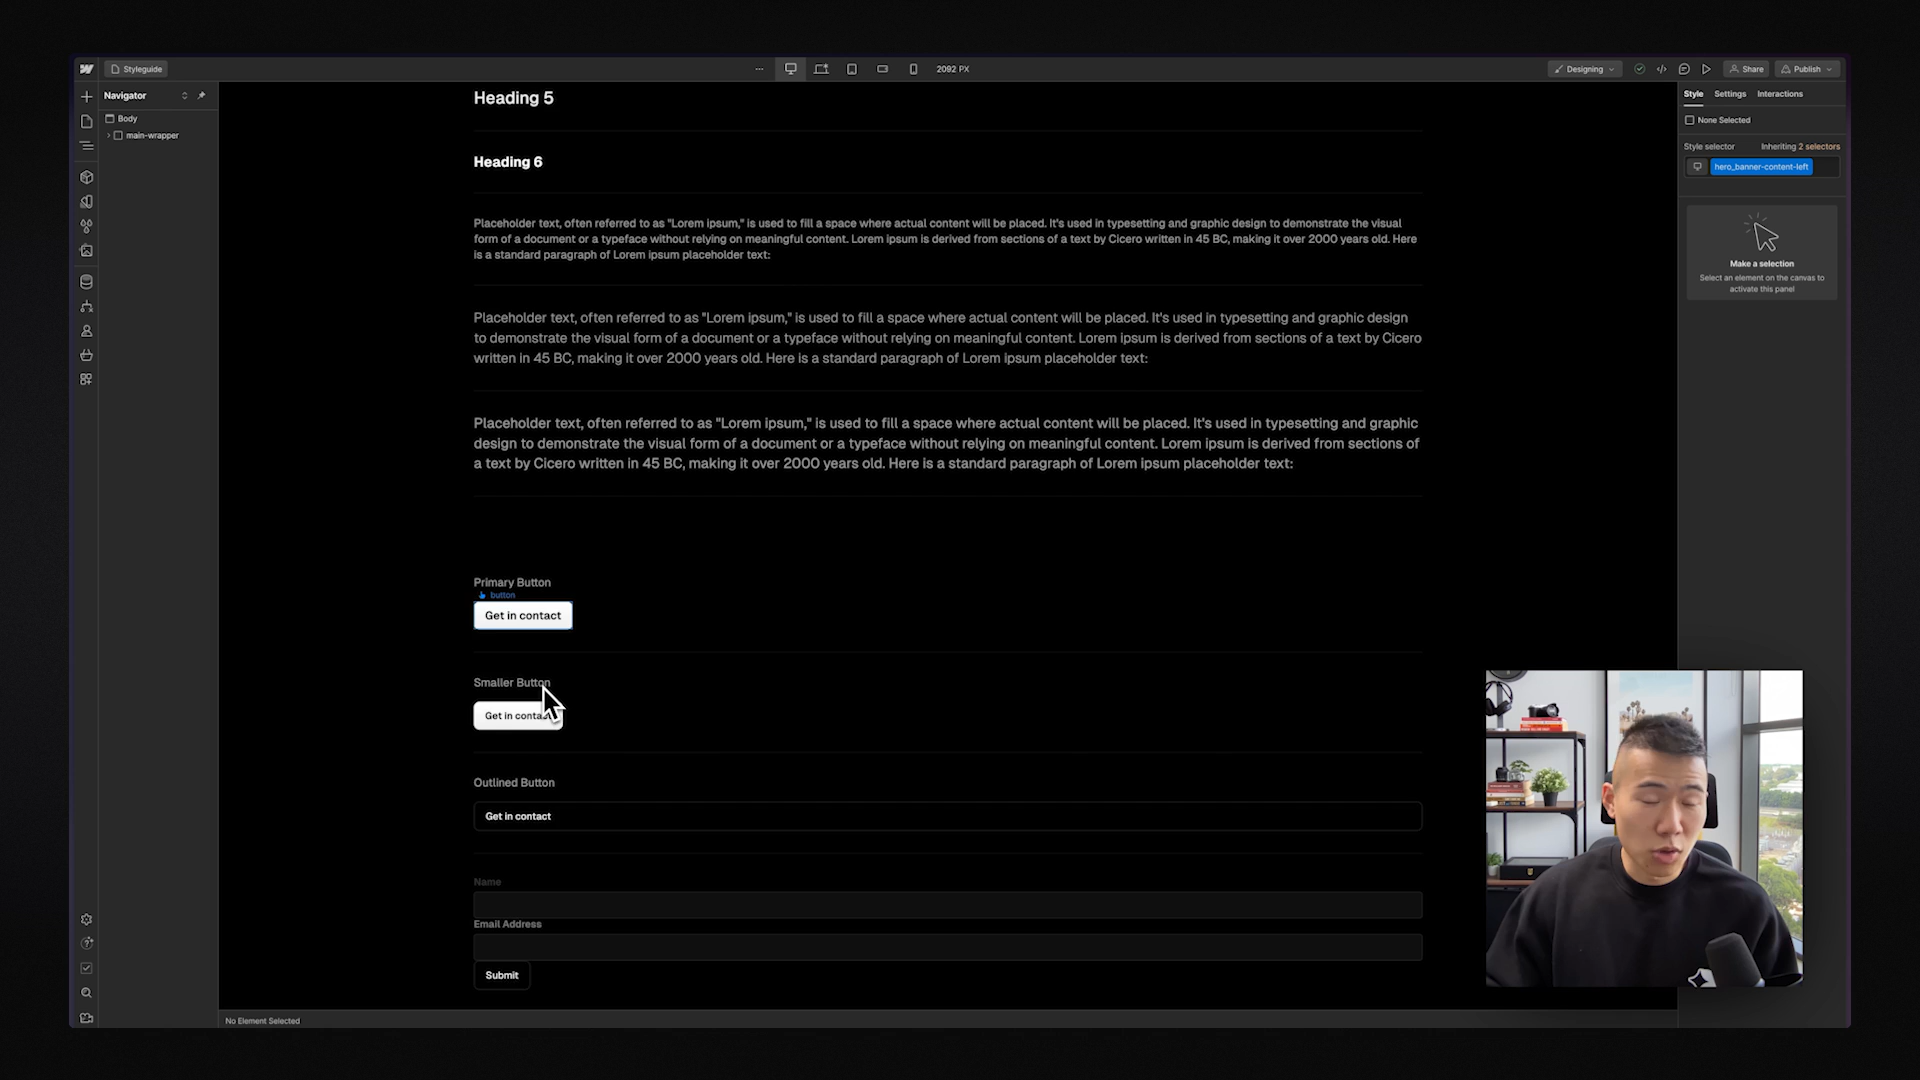 Styleguide
2092 PX
Designing
Share
Publish
Navigator
Body
main-wrapper
Style
Settings
Interactions
None Selected
Style selector
Inheriting 2 selectors
hero_banner-content-left
Make a selection
Select an element on the canvas to
activate this panel
Heading 5
Heading 6
Placeholder text, often referred to as "Lorem ipsum," is used to fill a space where actual content will be placed. It's used in typesetting and graphic design to demonstrate the visual
form of a document or a typeface without relying on meaningful content. Lorem ipsum is derived from sections of a text by Cicero written in 45 BC, making it over 2000 years old. Here
is a standard paragraph of Lorem ipsum placeholder text:
Placeholder text, often referred to as "Lorem ipsum," is used to fill a space where actual content will be placed. It's used in typesetting and graphic design
to demonstrate the visual form of a document or a typeface without relying on meaningful content. Lorem ipsum is derived from sections of a text by Cicero
written in 45 BC, making it over 2000 years old. Here is a standard paragraph of Lorem ipsum placeholder text:
Placeholder text, often referred to as "Lorem ipsum," is used to fill a space where actual content will be placed. It's used in typesetting and graphic
design to demonstrate the visual form of a document or a typeface without relying on meaningful content. Lorem ipsum is derived from sections of
a text by Cicero written in 45 BC, making it over 2000 years old. Here is a standard paragraph of Lorem ipsum placeholder text:
Primary Button
button
Get in contact
Smaller Button
Get in contact
Outlined Button
Get in contact
Name
Email Address
Submit
No Element Selected